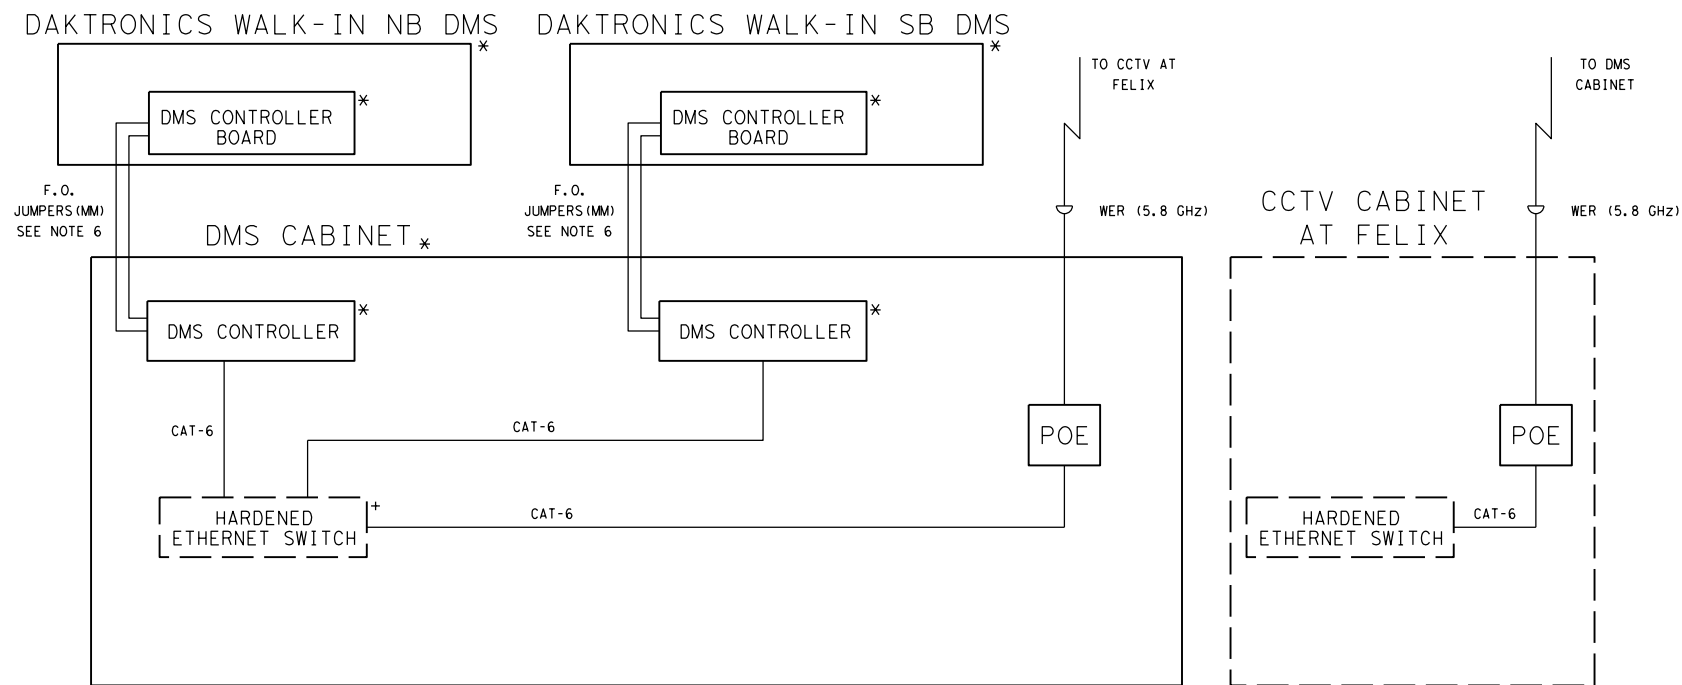 DAKTRONICS WALK-IN NB DMS
*
DMS CONTROLLER
BOARD
*
F.O.
JUMPERS(MM)
SEE NOTE 6
DAKTRONICS WALK-IN SB DMS
*
DMS CONTROLLER
BOARD
*
F.O.
JUMPERS(MM)
SEE NOTE 6
TO CCTV AT
FELIX
WER (5.8 GHz)
TO DMS
CABINET
WER (5.8 GHz)
DMS CABINET*
DMS CONTROLLER
*
DMS CONTROLLER
*
CAT-6
CAT-6
POE
HARDENED
ETHERNET SWITCH
+
CAT-6
CCTV CABINET
AT FELIX
POE
HARDENED
ETHERNET SWITCH
CAT-6